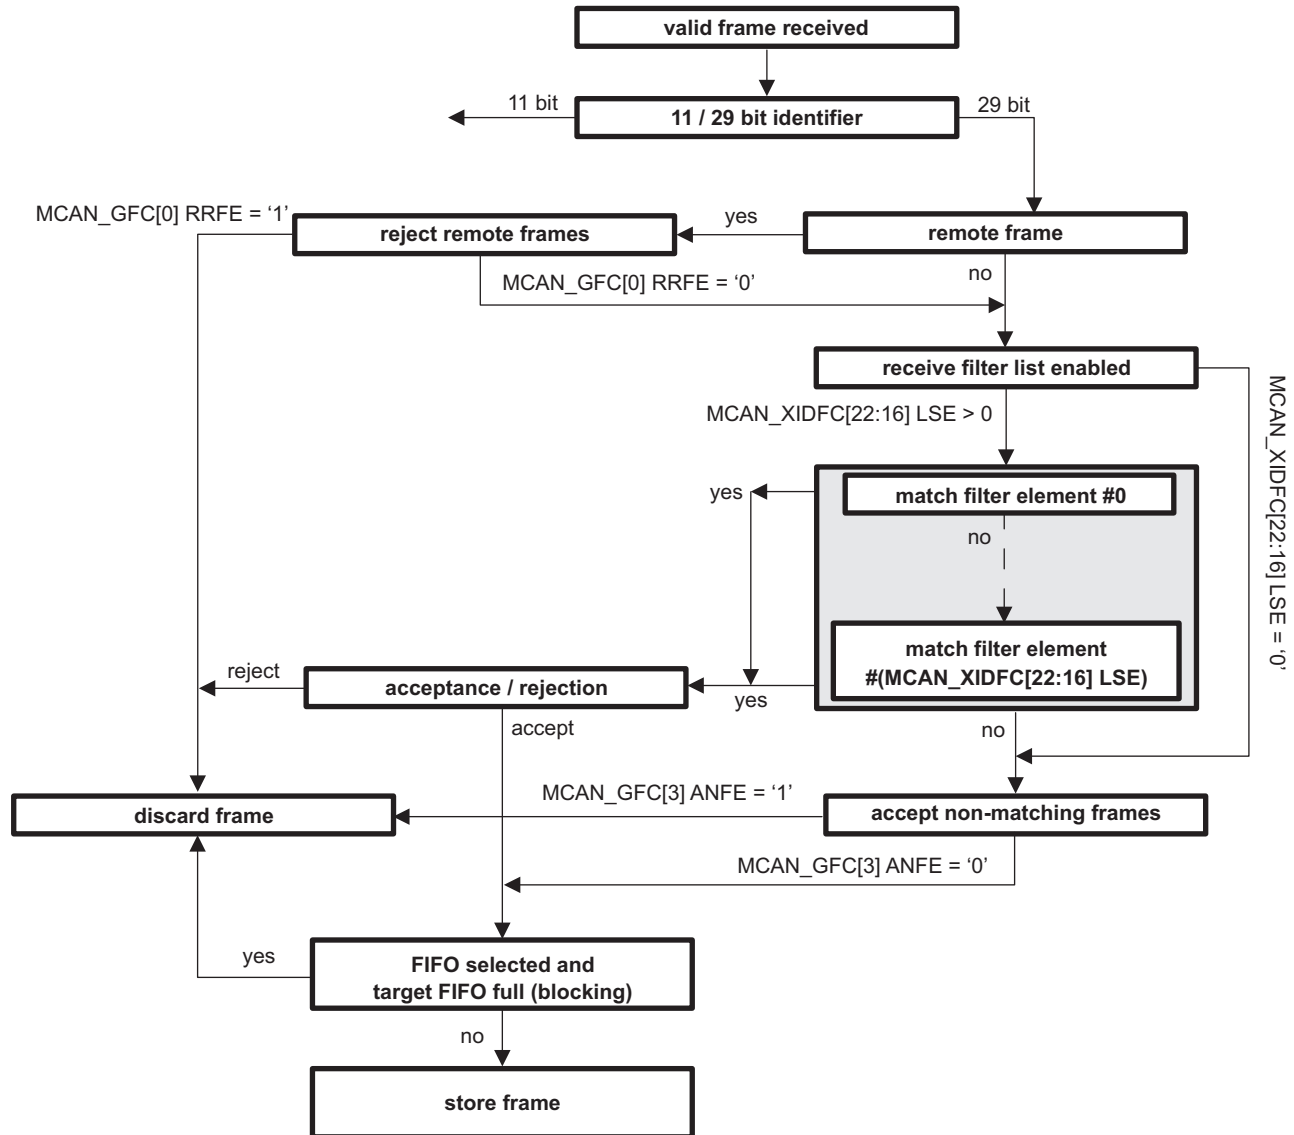 valid frame received
11 bit
11 / 29 bit identifier
29 bit
MCAN_GFC[0] RRFE = ‘1’
reject remote frames
yes
remote frame
MCAN_GFC[0] RRFE = ‘0’
no
receive filter list enabled
MCAN_XIDFC[22:16] LSE > 0
MCAN_XIDFC[22:16] LSE = ‘0’
yes
match filter element #0
no
match filter element
#(MCAN_XIDFC[22:16] LSE)
reject
acceptance / rejection
yes
accept
no
discard frame
MCAN_GFC[3] ANFE = ‘1’
accept non-matching frames
MCAN_GFC[3] ANFE = ‘0’
yes
FIFO selected and
target FIFO full (blocking)
no
store frame